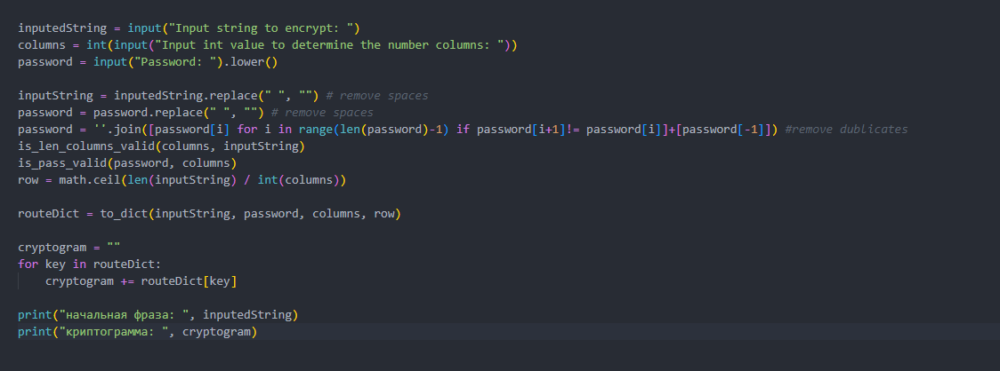 inputedString = input("Input string to encrypt: ")
columns = int(input("Input int value to determine the number columns: "))
password = input("Password: ").lower()
inputString = inputedString.replace(" ", "") # remove spaces
password = password.replace(" ", "") # remove spaces
password = ''.join([password[i] for i in range(len(password)-1) if password[i+1]!= password[i]]+[password[-1]]) #remove dublicates
is_len_columns_valid(columns, inputString)
is_pass_valid(password, columns)
row = math.ceil(len(inputString) / int(columns))
routeDict = to_dict(inputString, password, columns, row)
cryptogram = ""
for key in routeDict:
    cryptogram += routeDict[key]
print("начальная фраза: ", inputedString)
print("криптограмма: ", cryptogram)